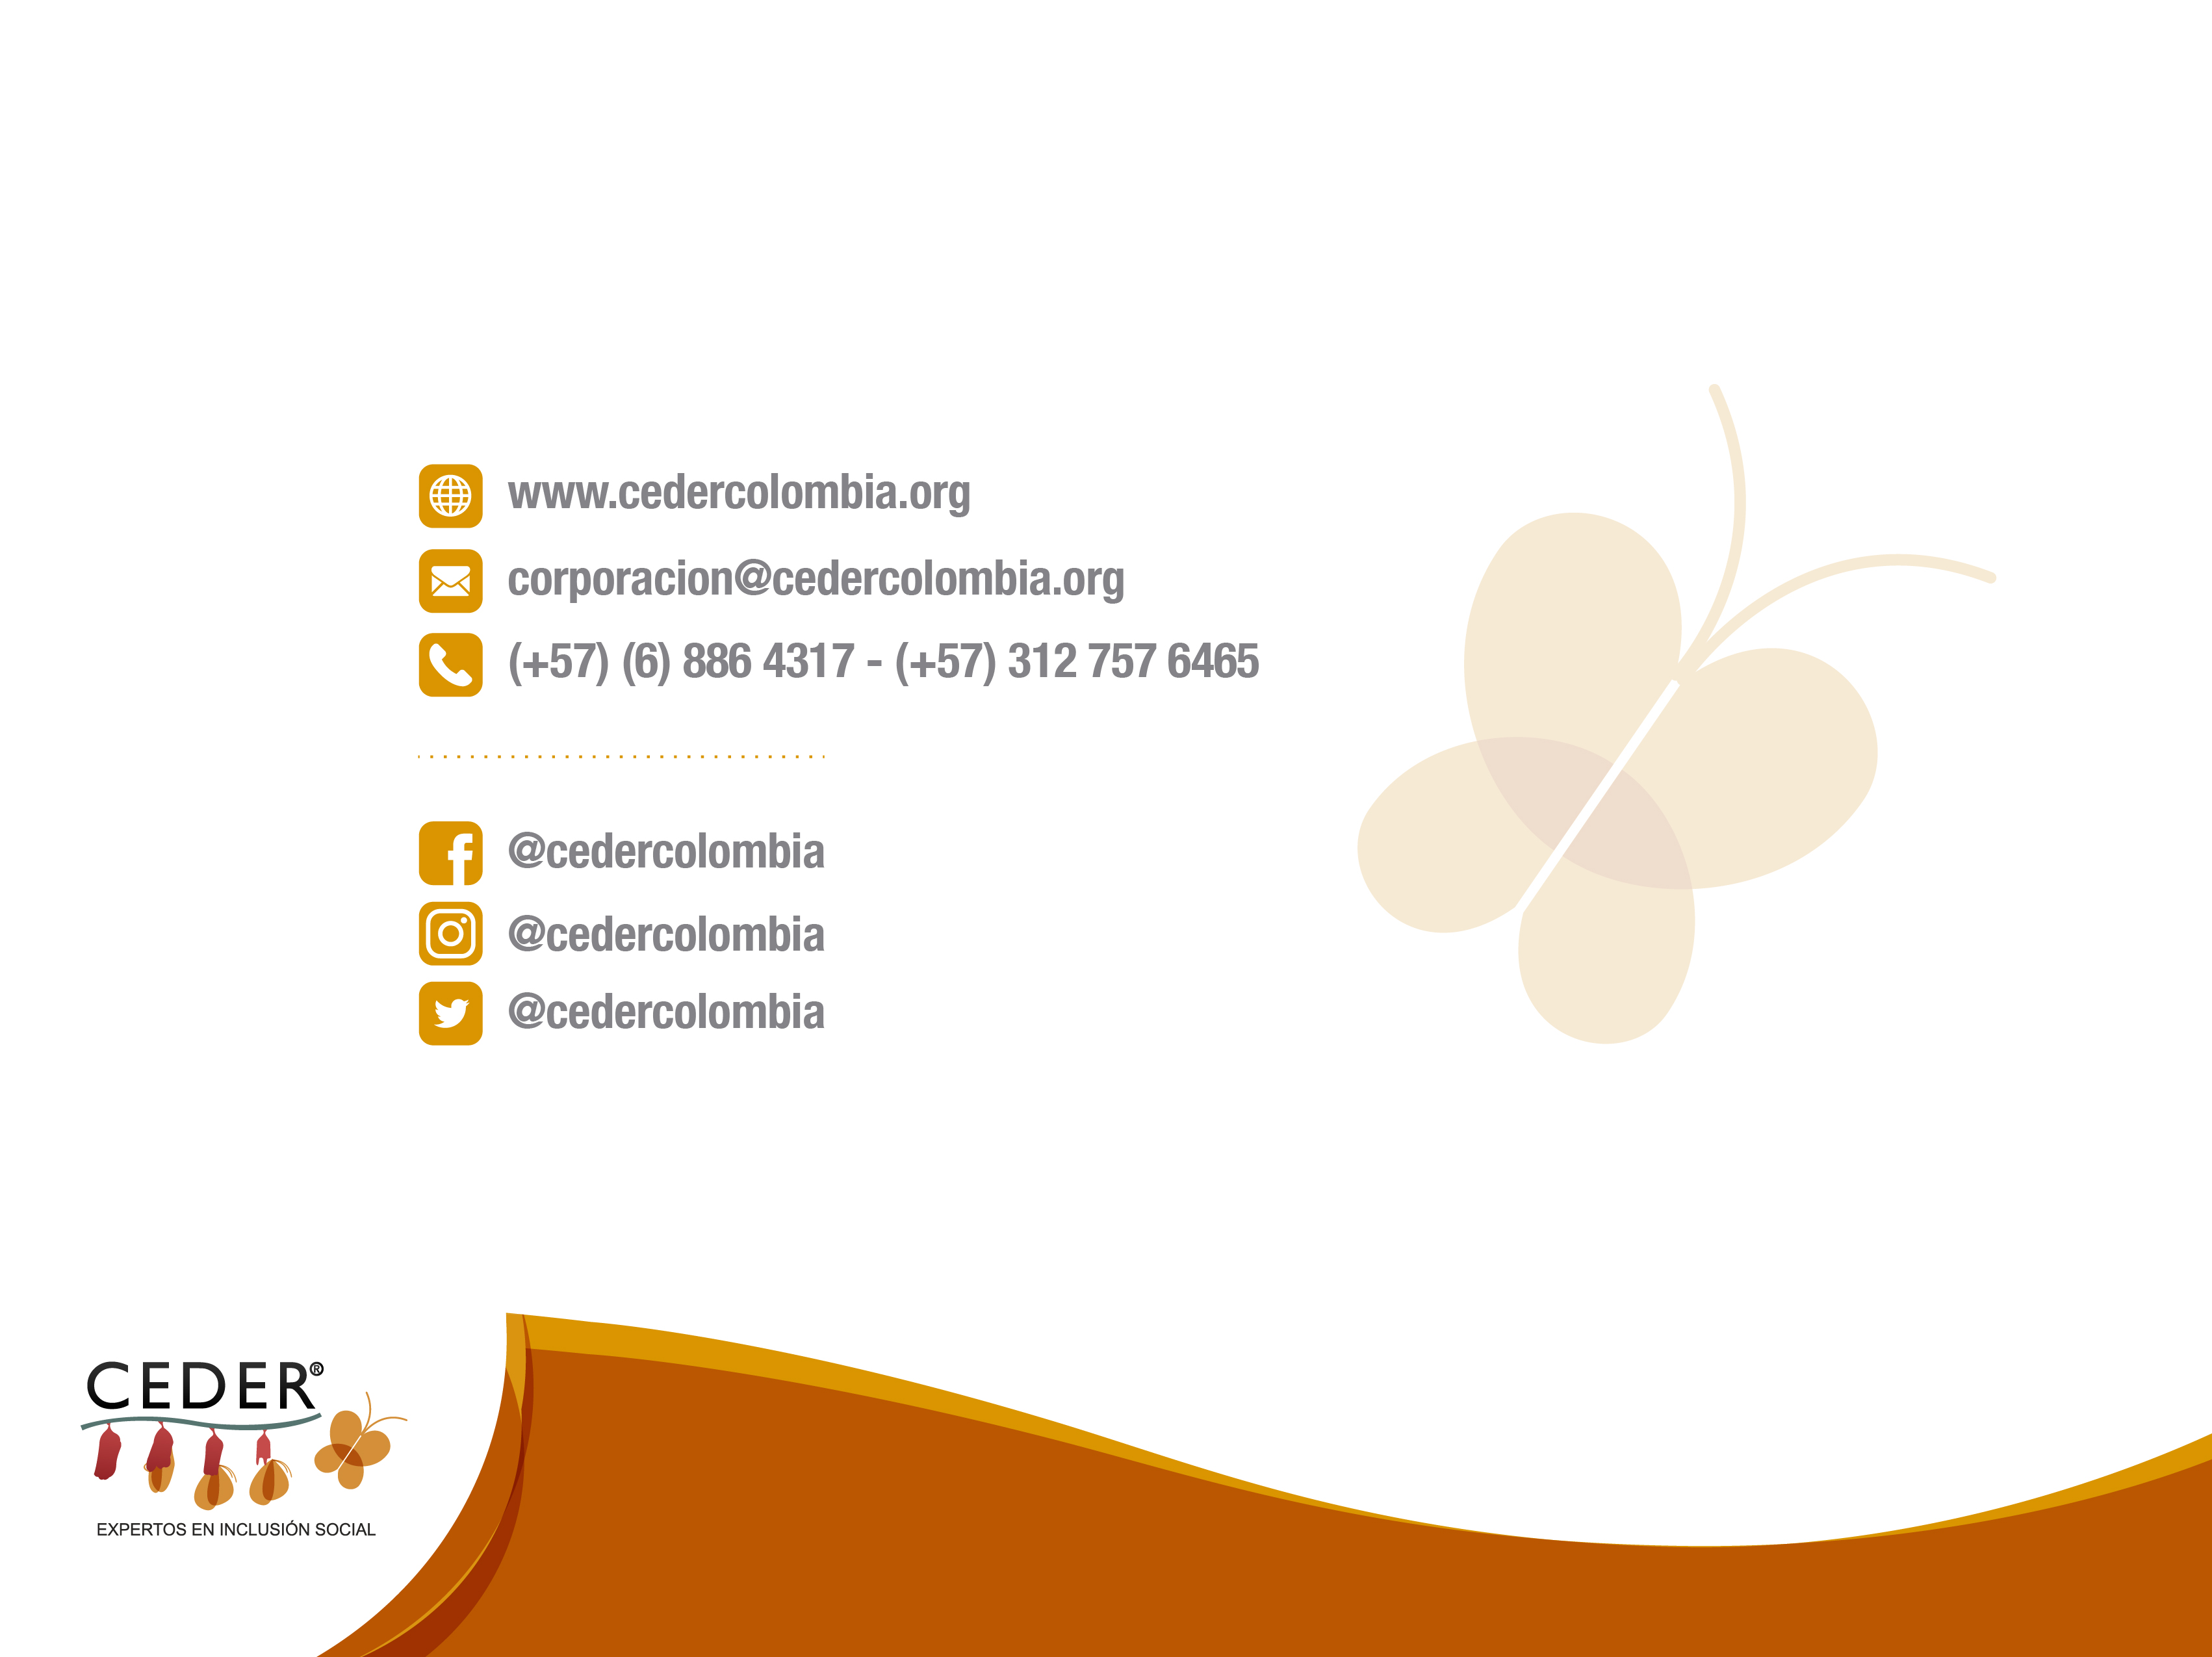 www.cedercolombia.org
corporacion@cedercolombia.org
(+57) (6) 886 4317 - (+57) 312 757 6465
@cedercolombia
@cedercolombia
@cedercolombia
CEDER®
EXPERTOS EN INCLUSIÓN SOCIAL